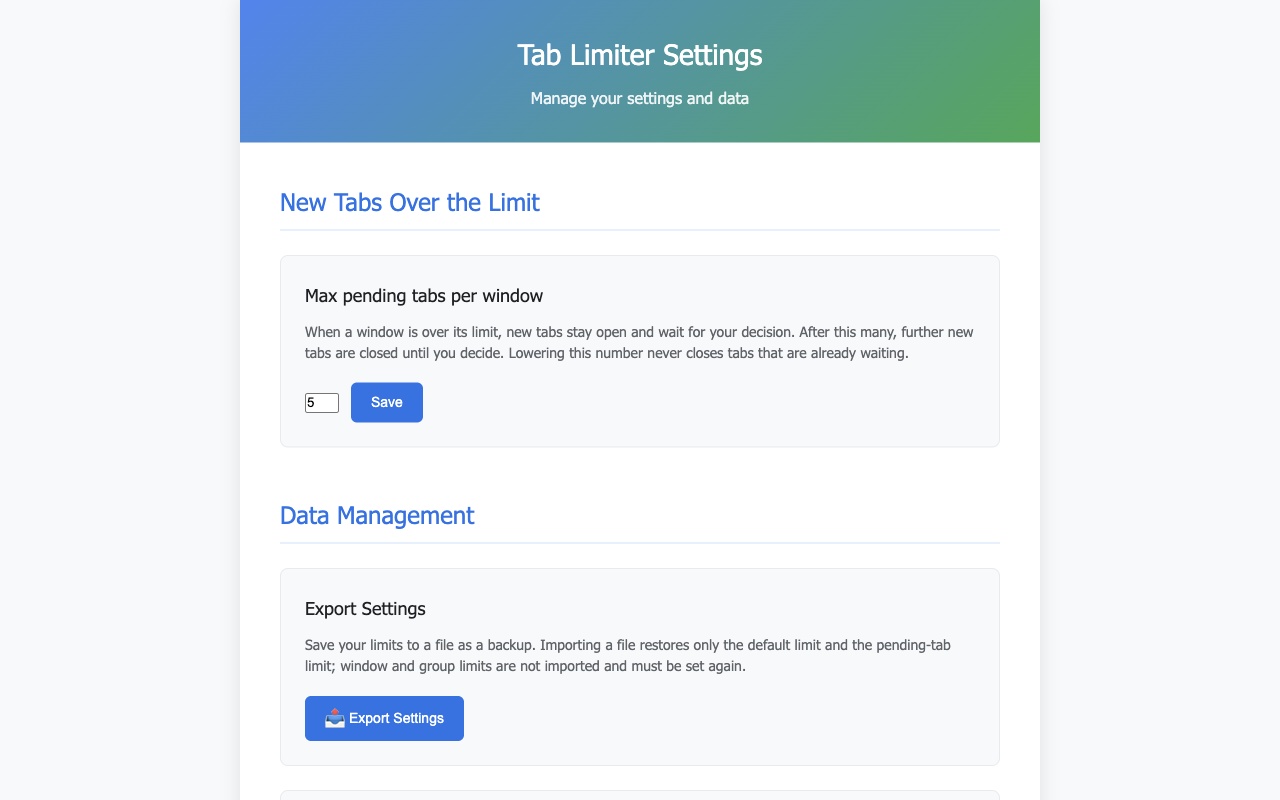 Tab Limiter Settings
Manage your settings and data
New Tabs Over the Limit
Max pending tabs per window
When a window is over its limit, new tabs stay open and wait for your decision. After this many, further new
tabs are closed until you decide. Lowering this number never closes tabs that are already waiting.
5 Save
Data Management
Export Settings
Save your limits to a file as a backup. Importing a file restores only the default limit and the pending-tab
limit; window and group limits are not imported and must be set again.
📤 Export Settings